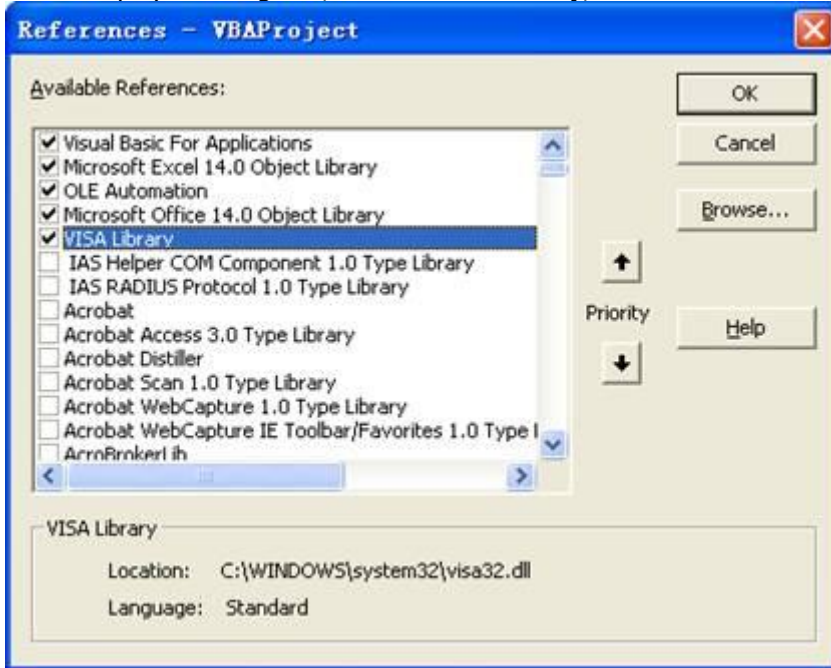 References - VBAProject
Available References:
OK
Cancel
Browse...
Visual Basic For Applications
Microsoft Excel 14.0 Object Library
OLE Automation
Microsoft Office 14.0 Object Library
VISA Library
IAS Helper COM Component 1.0 Type Library
IAS RADIUS Protocol 1.0 Type Library
Acrobat
Acrobat Access 3.0 Type Library
Acrobat Distiller
Acrobat Scan 1.0 Type Library
Acrobat WebCapture 1.0 Type Library
Acrobat WebCapture IE Toolbar/Favorites 1.0 Type
AcroBrokerLib
Priority
Help
VISA Library
Location: C:\WINDOWS\system32\visa32.dll
Language: Standard